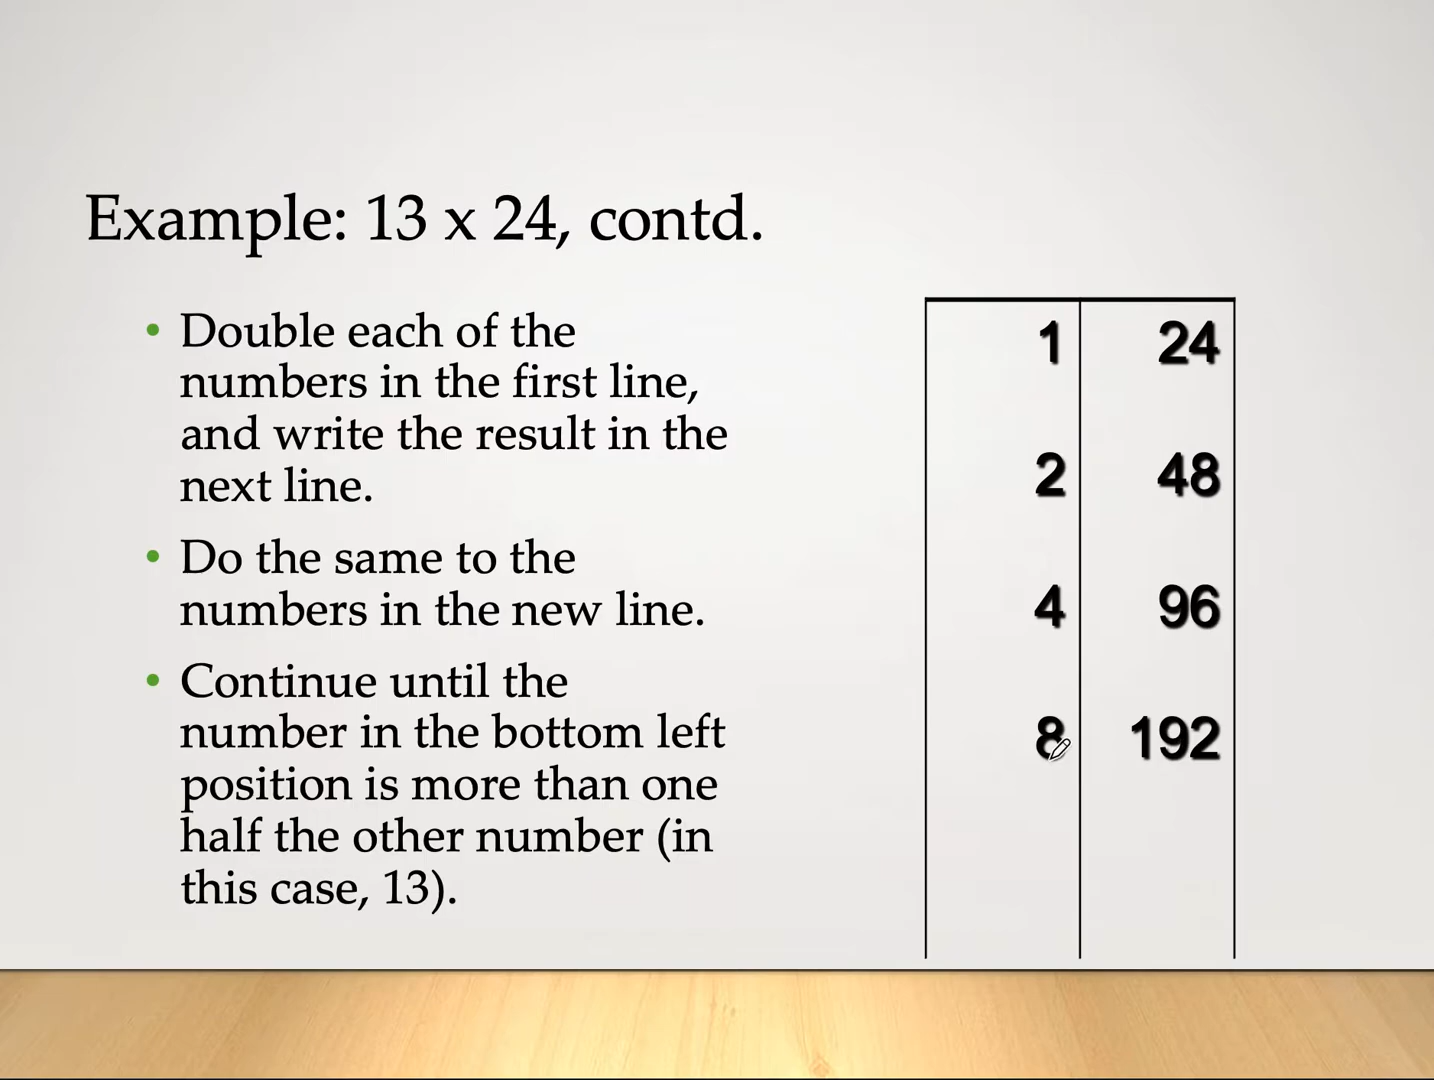 Example: 13 x 24, contd.
• Double each of the
numbers in the first line,
and write the result in the
next line.
• Do the same to the
numbers in the new line.
• Continue until the
number in the bottom left
position is more than one
half the other number (in
this case, 13).
1 24
2 48
4 96
8 192